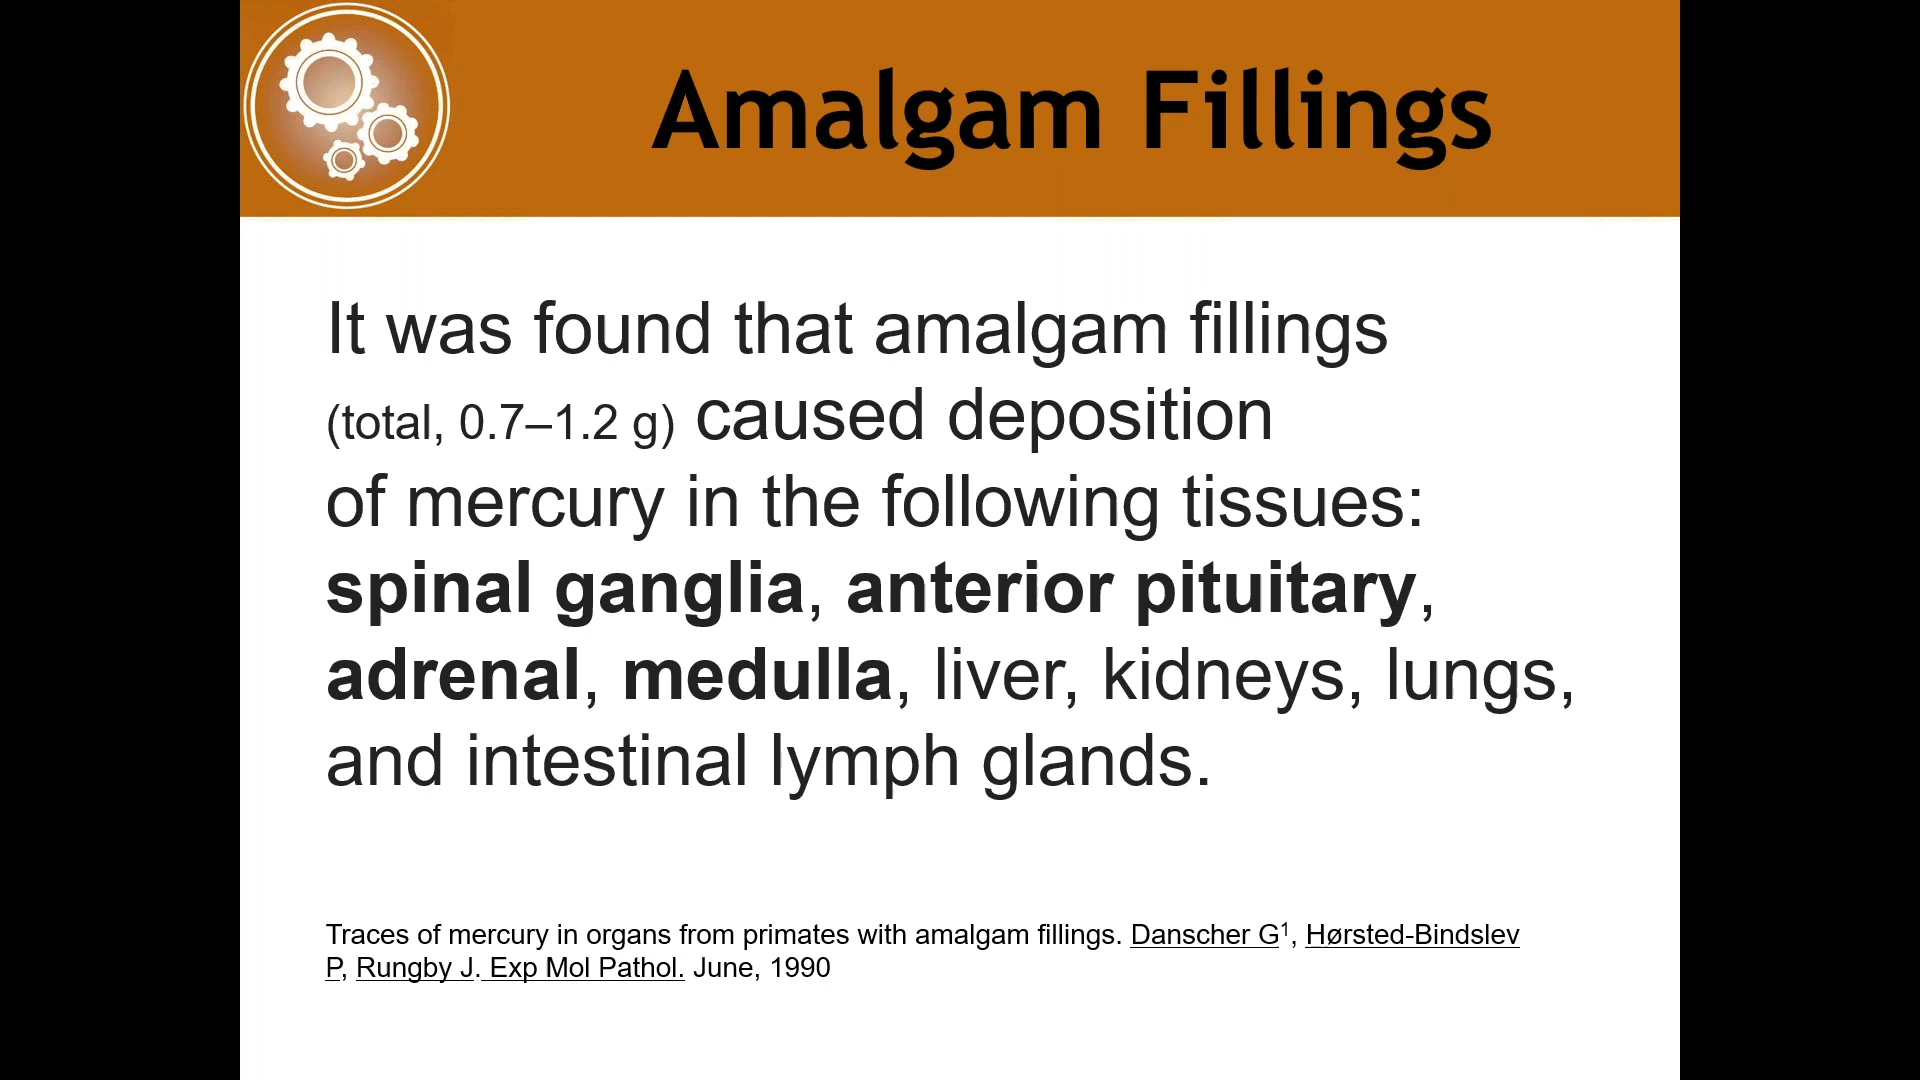 Amalgam Fillings
It was found that amalgam fillings
(total, 0.7–1.2 g) caused deposition
of mercury in the following tissues:
spinal ganglia, anterior pituitary,
adrenal, medulla, liver, kidneys, lungs,
and intestinal lymph glands.
Traces of mercury in organs from primates with amalgam fillings. Danscher G¹, Hørsted-Bindslev
P, Rungby J. Exp Mol Pathol. June, 1990